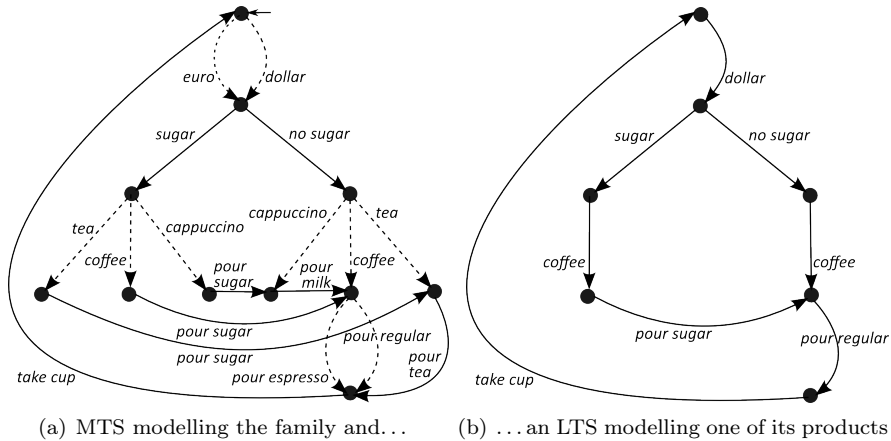 euro
dollar
sugar
no sugar
tea
coffee
cappuccino
cappuccino
coffee
tea
pour
sugar
pour
milk
pour sugar
pour sugar
pour regular
pour espresso
pour
tea
take cup
(a) MTS modelling the family and...
dollar
sugar
no sugar
coffee
coffee
pour sugar
pour regular
take cup
(b) ...an LTS modelling one of its products